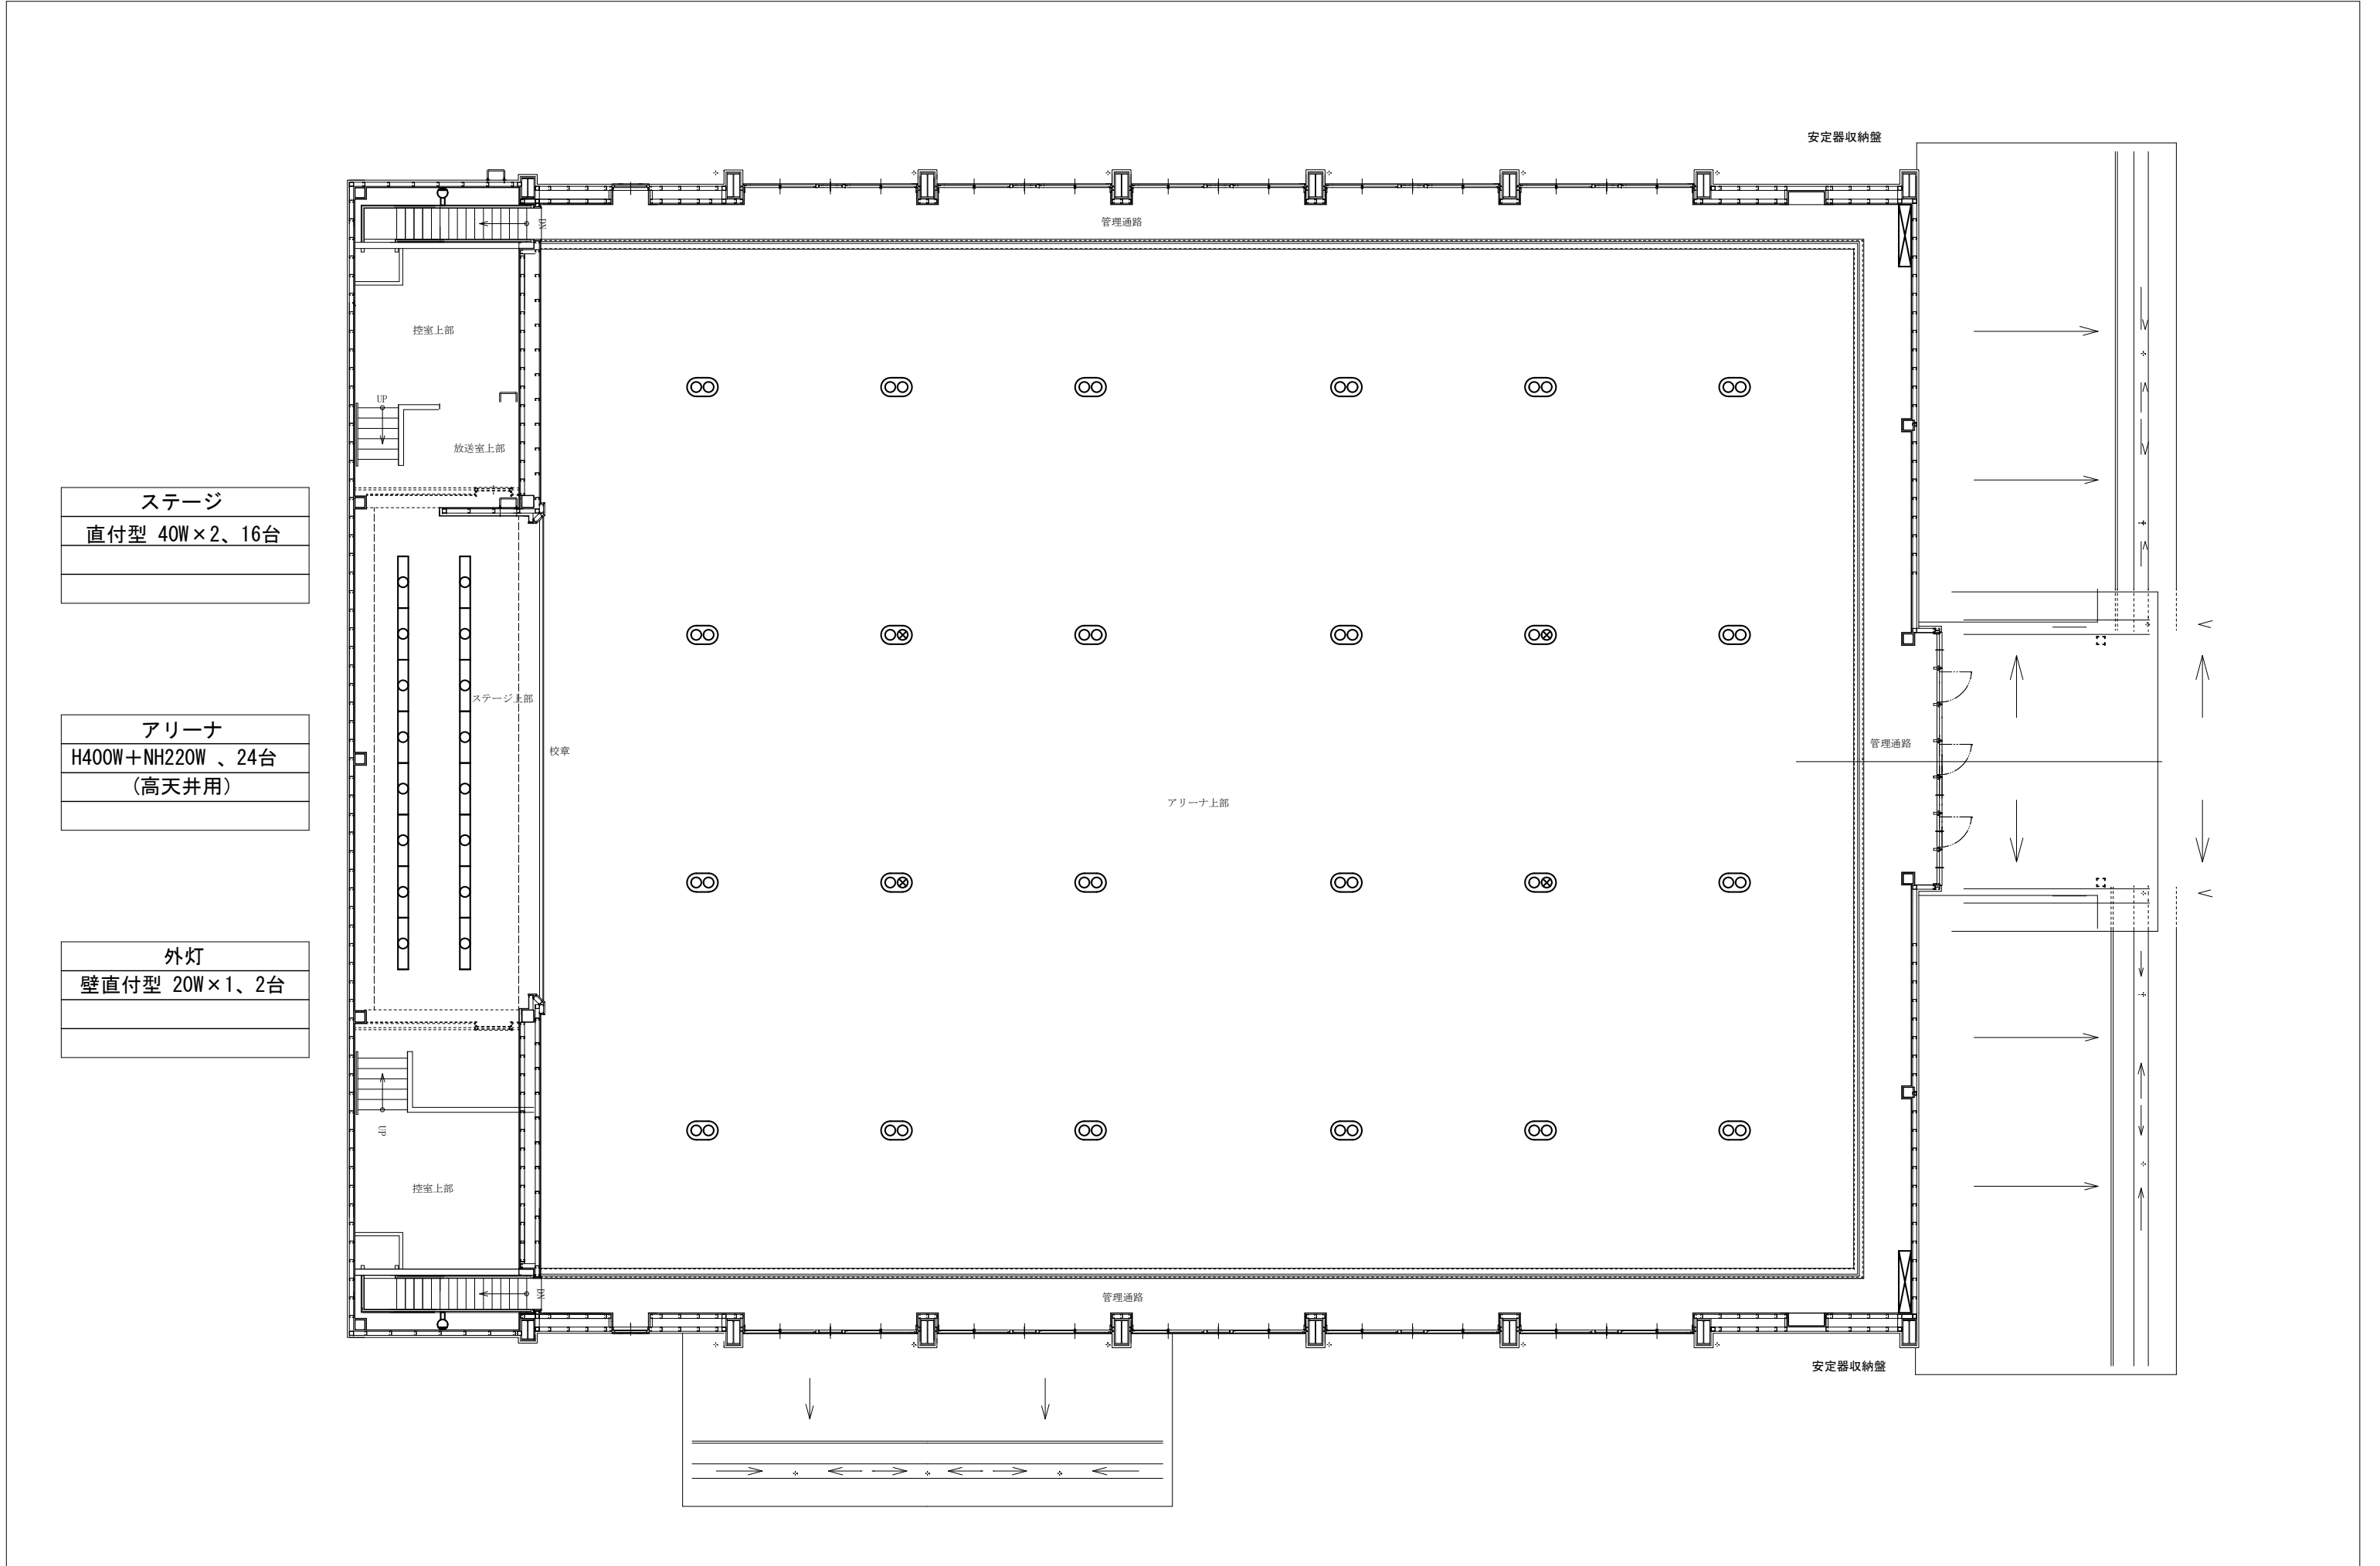 安定器収納盤
管理通路
DN
控室上部
UP
放送室上部
ステージ
直付型 40W×2、16台
ステージ上部
校章
アリーナ
H400W+NH220W 、24台
(高天井用)
管理通路
アリーナ上部
外灯
壁直付型 20W×1、2台
UP
控室上部
DN
管理通路
安定器収納盤